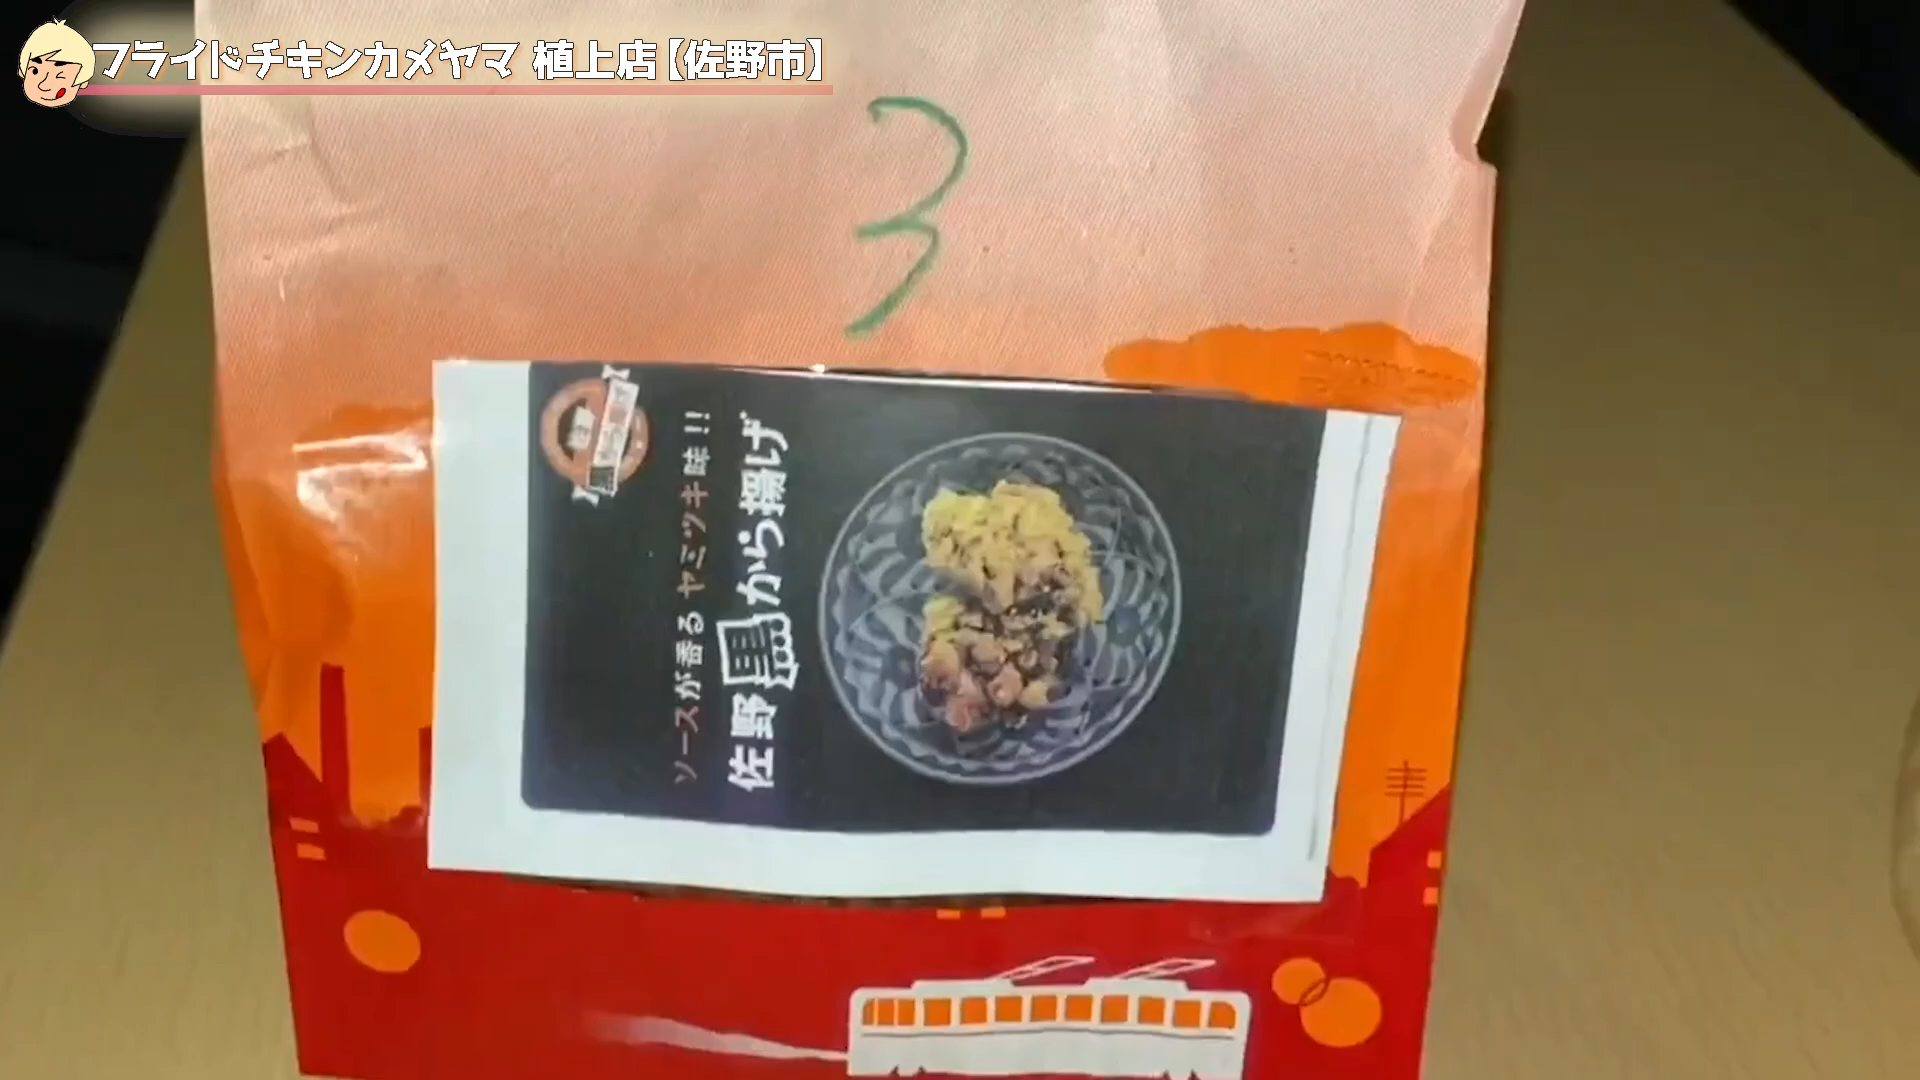 フライドチキンカメヤマ 植上店【佐野市】
3
ソースが香る ヤミツキ味!!
佐野黒から揚げ